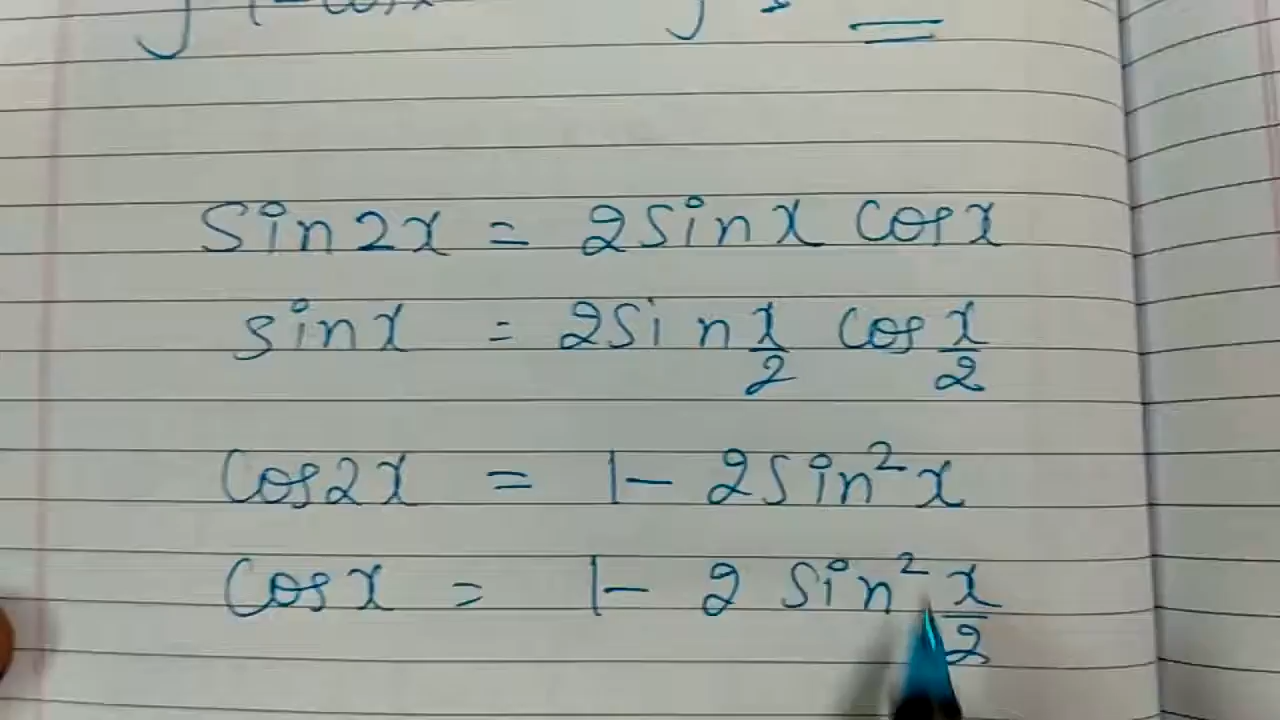 sin2x = 2sinx cosx
sinx = 2sin x/2 cos x/2
cos2x = 1 - 2sin²x
cosx = 1 - 2 sin² x/2